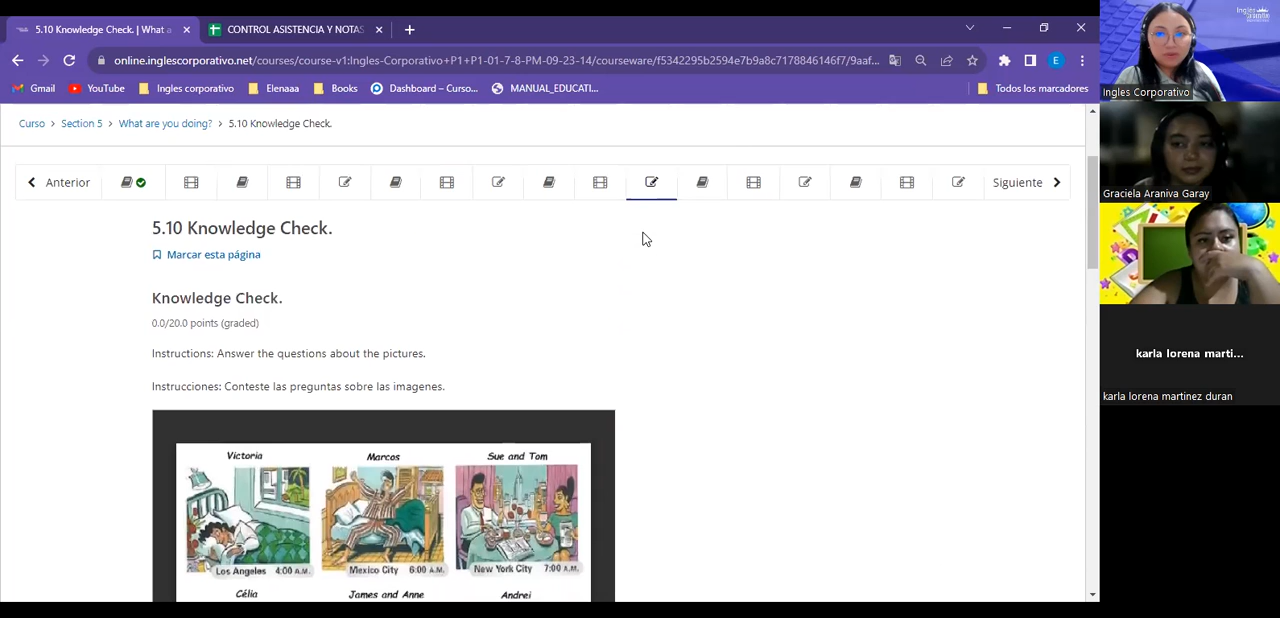 5.10 Knowledge Check. | What a
CONTROL ASISTENCIA Y NOTAS
online.inglescorporativo.net/courses/course-v1:Ingles-Corporativo+P1+P1-01-7-8-PM-09-23-14/courseware/f5342295b2594e7b9a8c7178846146f7/9aaf...
E
Gmail
YouTube
Ingles corporativo
Elenaaa
Books
Dashboard – Curso...
MANUAL_EDUCATI...
Todos los marcadores
Curso > Section 5 > What are you doing? > 5.10 Knowledge Check.
Anterior
Siguiente
5.10 Knowledge Check.
Marcar esta página
Knowledge Check.
0.0/20.0 points (graded)
Instructions: Answer the questions about the pictures.
Instrucciones: Conteste las preguntas sobre las imagenes.
Victoria
Marcos
Sue and Tom
Los Angeles 4:00 A.M.
Mexico City 6:00 A.M.
New York City 7:00 A.M.
Célia
James and Anne
Andrei
Ingles
Ingles Corporativo
Graciela Araniva Garay
karla lorena marti...
karla lorena martinez duran